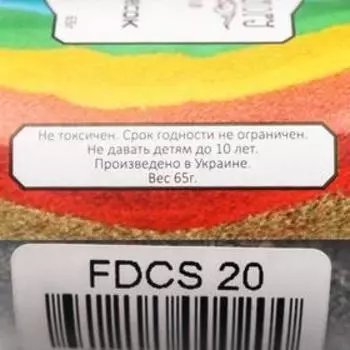 Не токсичен. Срок годности не ограничен.
Не давать детям до 10 лет.
Произведено в Украине.
Вес 65г.
FDCS 20